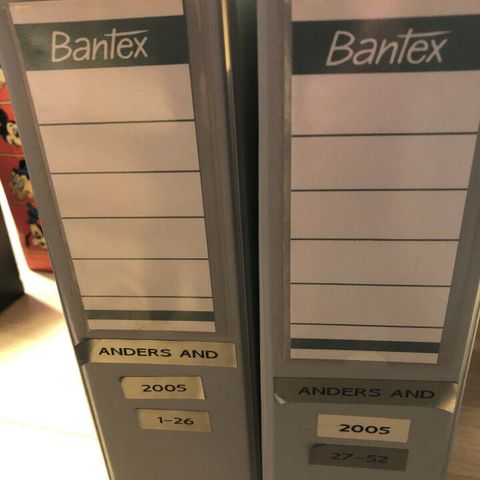 Bantex
ANDERS AND
2005
1-26
Bantex
ANDERS AND
2005
27-52